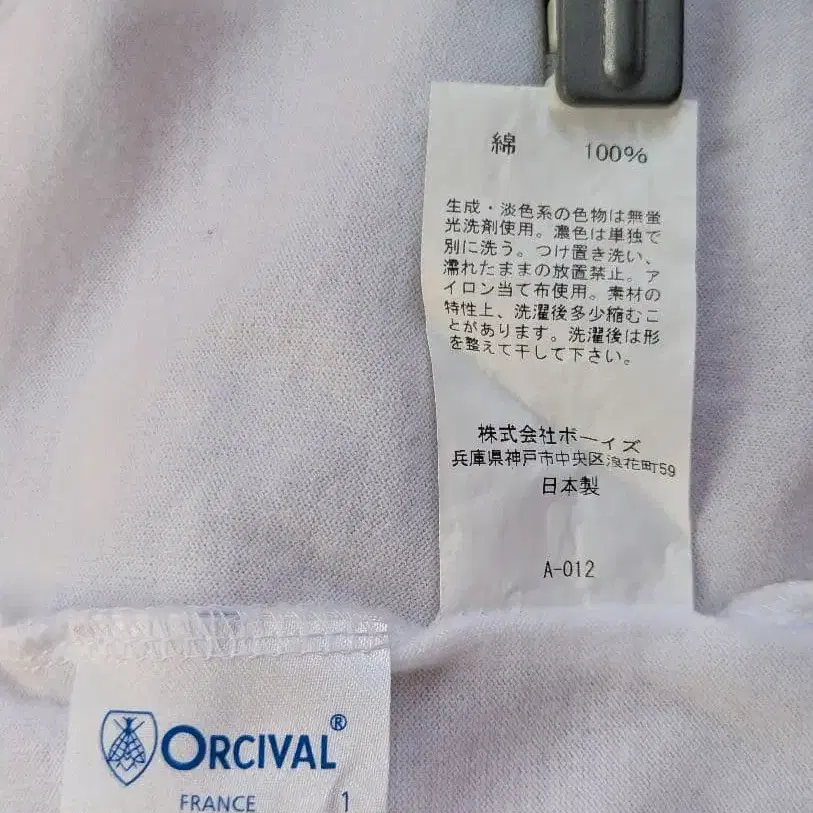 綿 100%
生成・淡色系の色物は無蛍
光洗剤使用。濃色は単独で
別に洗う。つけ置き洗い、
濡れたままの放置禁止。ア
イロン当て布使用。素材の
特性上、洗濯後多少縮むこ
とがあります。洗濯後は形
を整えて干して下さい。
株式会社ボーイズ
兵庫県神戸市中央区浪花町59
日本製
A-012
ORCIVAL®
FRANCE 1